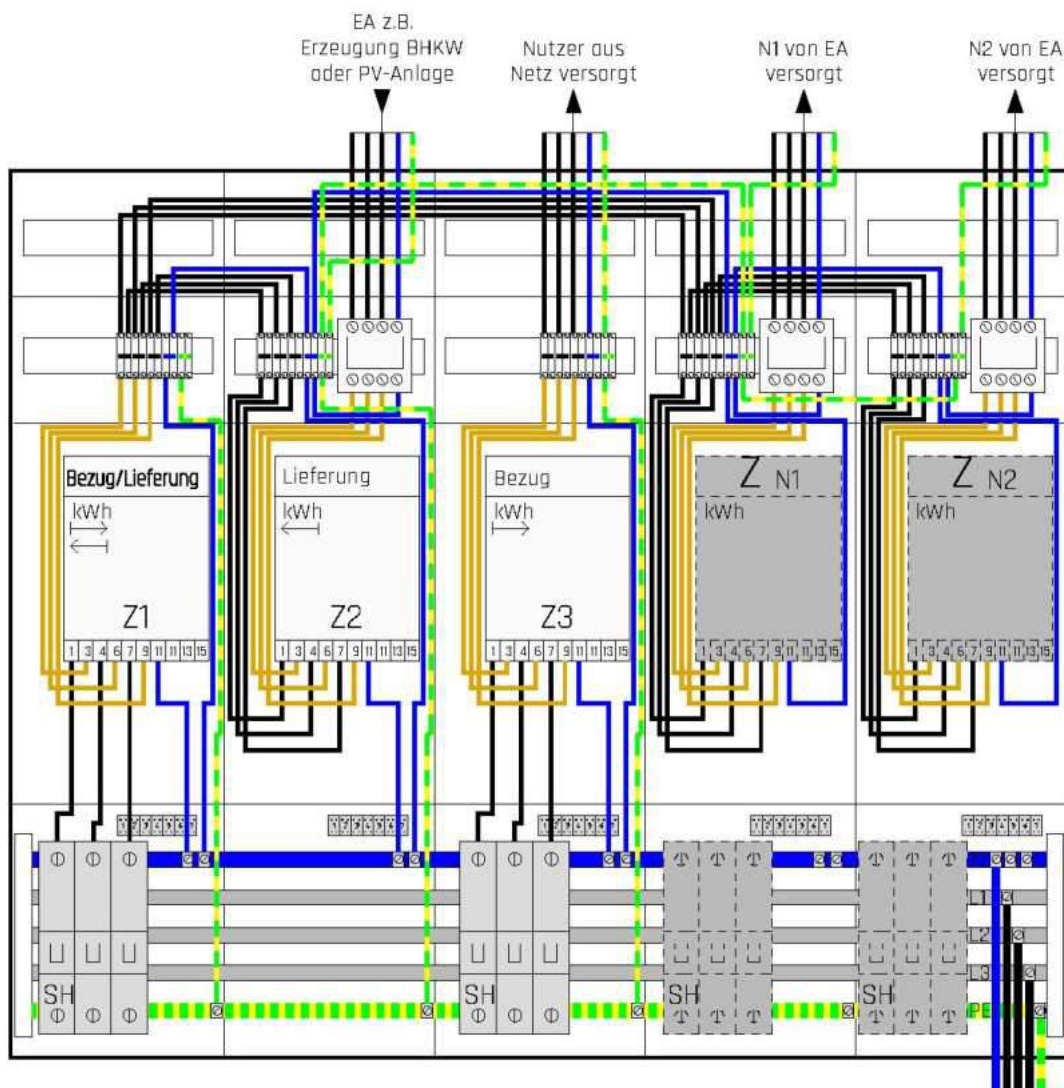 EA z.B.
Erzeugung BHKW
oder PV-Anlage
Nutzer aus
Netz versorgt
N1 von EA
versorgt
N2 von EA
versorgt
Bezug/Lieferung
kWh
Z1
1 3 4 6 7 9 11 11 13 15
Lieferung
kWh
Z2
1 3 4 6 7 9 11 11 13 15
Bezug
kWh
Z3
1 3 4 6 7 9 11 11 13 15
Z N1
kWh
1 3 4 6 7 9 11 11 13 15
Z N2
kWh
1 3 4 6 7 9 11 11 13 15
L1
L2
L3
SH
SH
SH
SH
PE